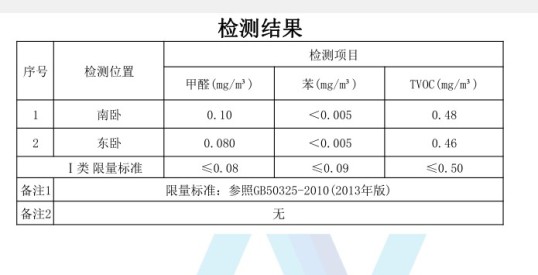 检测结果
序号 检测位置 检测项目
甲醛(mg/m³) 苯(mg/m³) TVOC(mg/m³)
1 南卧 0.10 <0.005 0.48
2 东卧 0.080 <0.005 0.46
Ⅰ类 限量标准 ≤0.08 ≤0.09 ≤0.50
备注1 限量标准：参照GB50325-2010(2013年版)
备注2 无